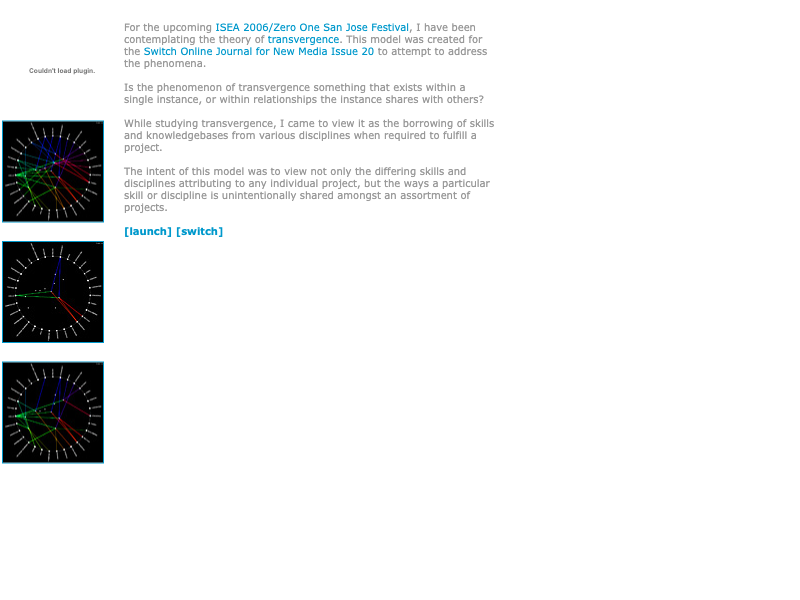 For the upcoming ISEA 2006/Zero One San Jose Festival, I have been
contemplating the theory of transvergence. This model was created for
the Switch Online Journal for New Media Issue 20 to attempt to address
the phenomena.
Couldn't load plugin.
Is the phenomenon of transvergence something that exists within a
single instance, or within relationships the instance shares with others?
While studying transvergence, I came to view it as the borrowing of skills
and knowledgebases from various disciplines when required to fulfill a
project.
The intent of this model was to view not only the differing skills and
disciplines attributing to any individual project, but the ways a particular
skill or discipline is unintentionally shared amongst an assortment of
projects.
[launch] [switch]